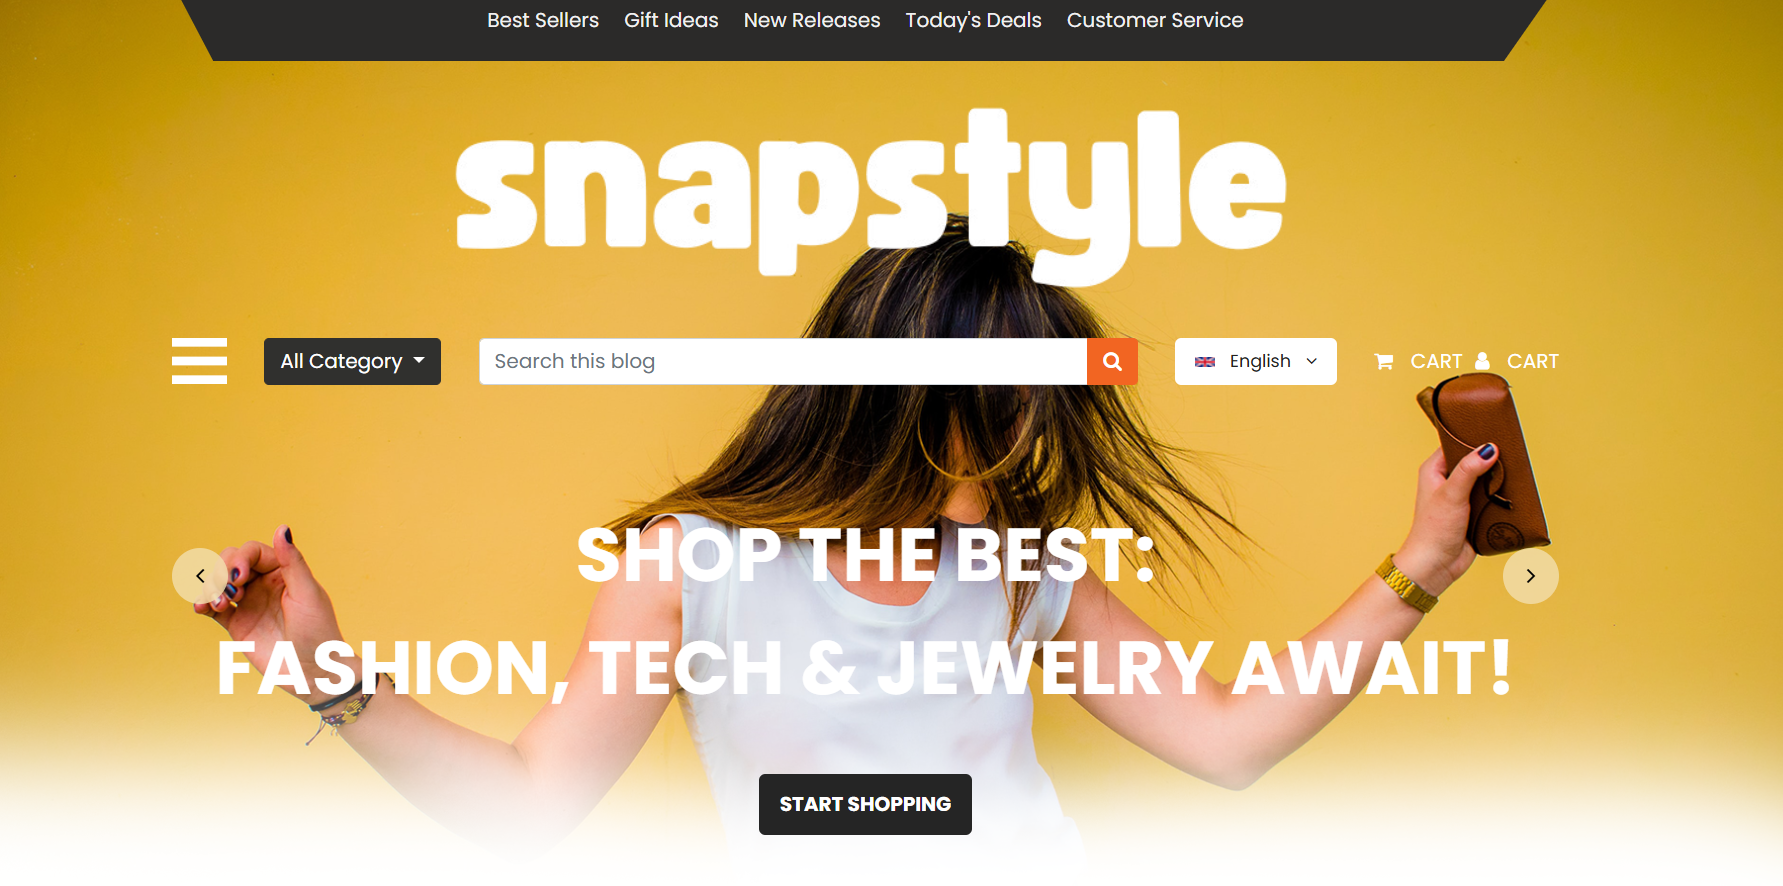 Best Sellers Gift Ideas New Releases Today's Deals Customer Service
snapstyle
All Category Search this blog English CART CART
SHOP THE BEST:
FASHION, TECH & JEWELRY AWAIT!
START SHOPPING